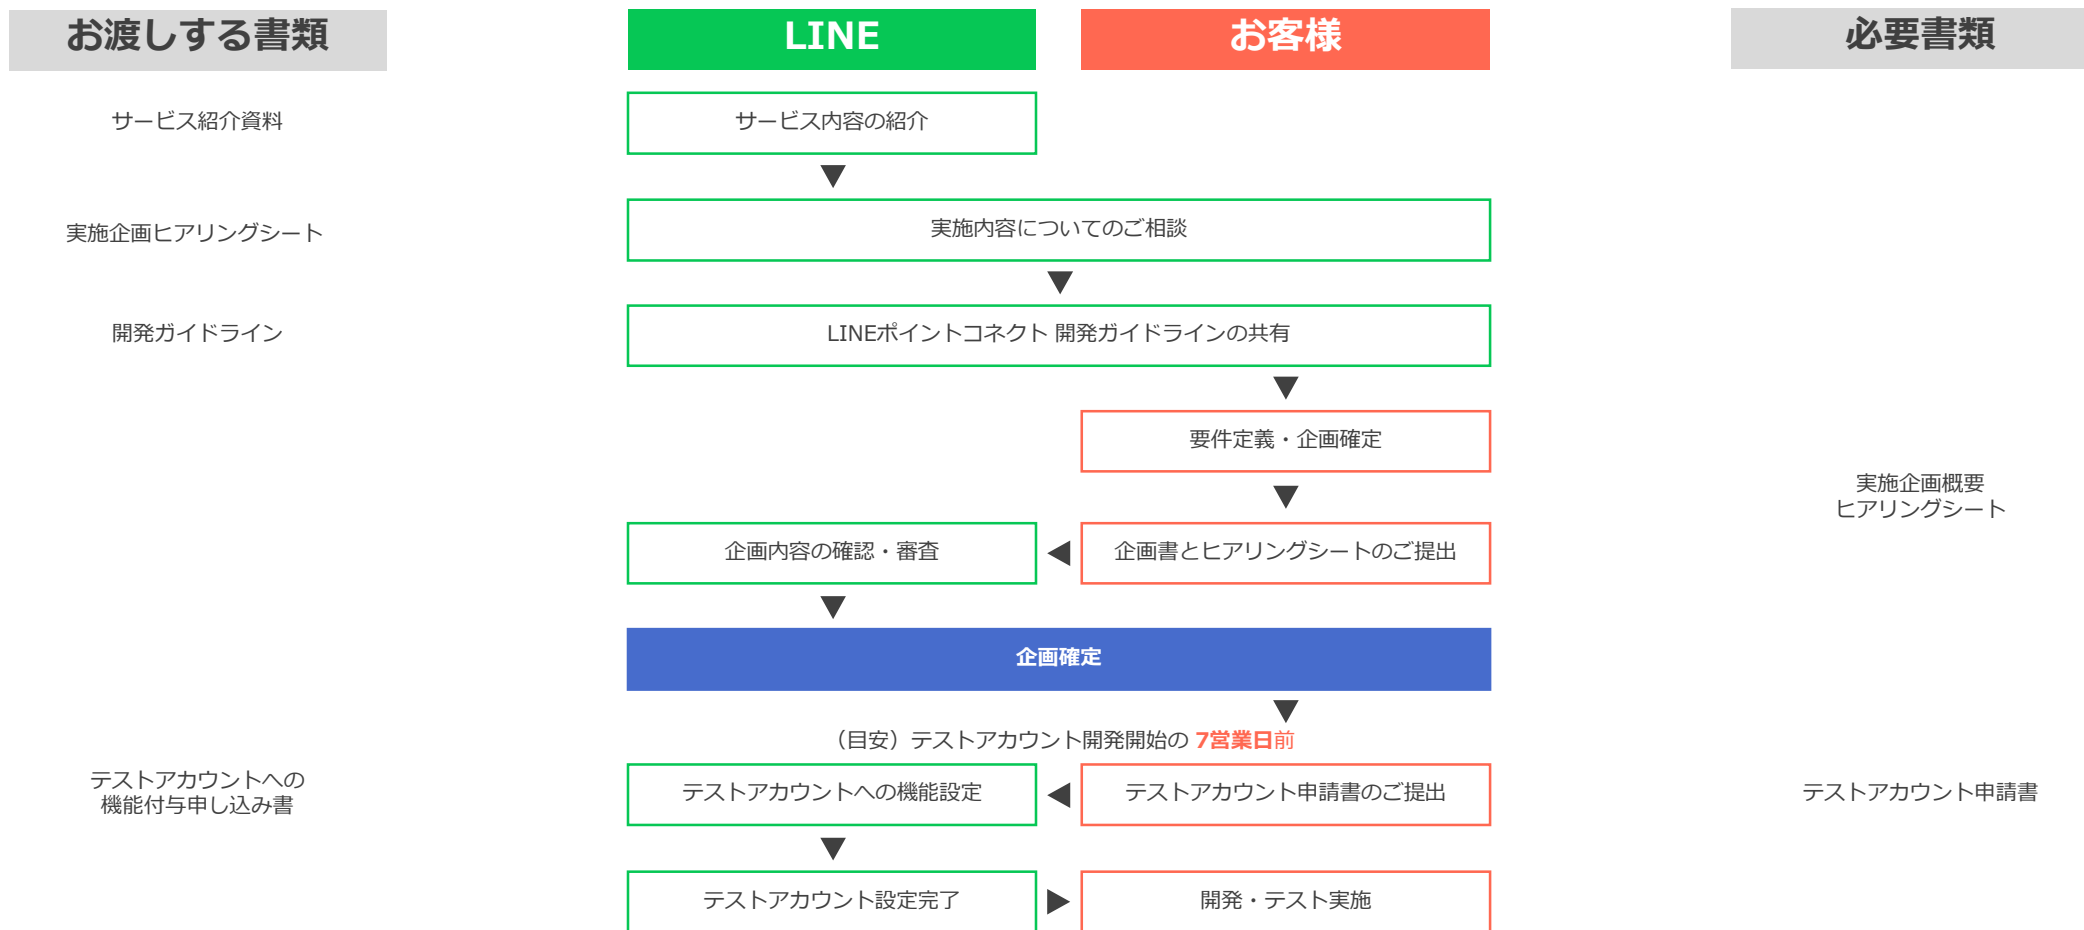 お渡しする書類
LINE
お客様
必要書類
サービス紹介資料
サービス内容の紹介
実施企画ヒアリングシート
実施内容についてのご相談
開発ガイドライン
LINEポイントコネクト 開発ガイドラインの共有
要件定義・企画確定
実施企画概要
ヒアリングシート
企画内容の確認・審査
企画書とヒアリングシートのご提出
企画確定
（目安）テストアカウント開発開始の 7営業日前
テストアカウントへの
機能付与申し込み書
テストアカウントへの機能設定
テストアカウント申請書のご提出
テストアカウント申請書
テストアカウント設定完了
開発・テスト実施